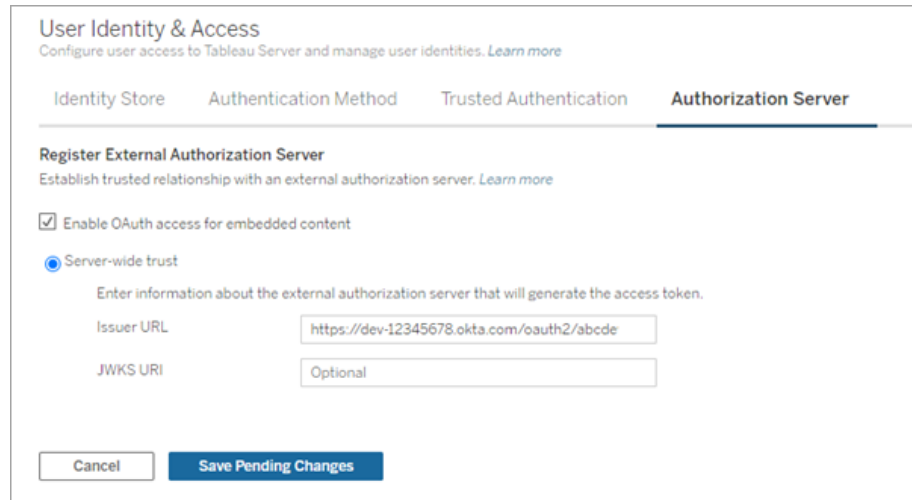 User Identity & Access
Configure user access to Tableau Server and manage user identities. Learn more
Identity Store Authentication Method Trusted Authentication Authorization Server
Register External Authorization Server
Establish trusted relationship with an external authorization server. Learn more
Enable OAuth access for embedded content
Server-wide trust
Enter information about the external authorization server that will generate the access token.
Issuer URL https://dev-12345678.okta.com/oauth2/abcde
JWKS URI Optional
Cancel Save Pending Changes